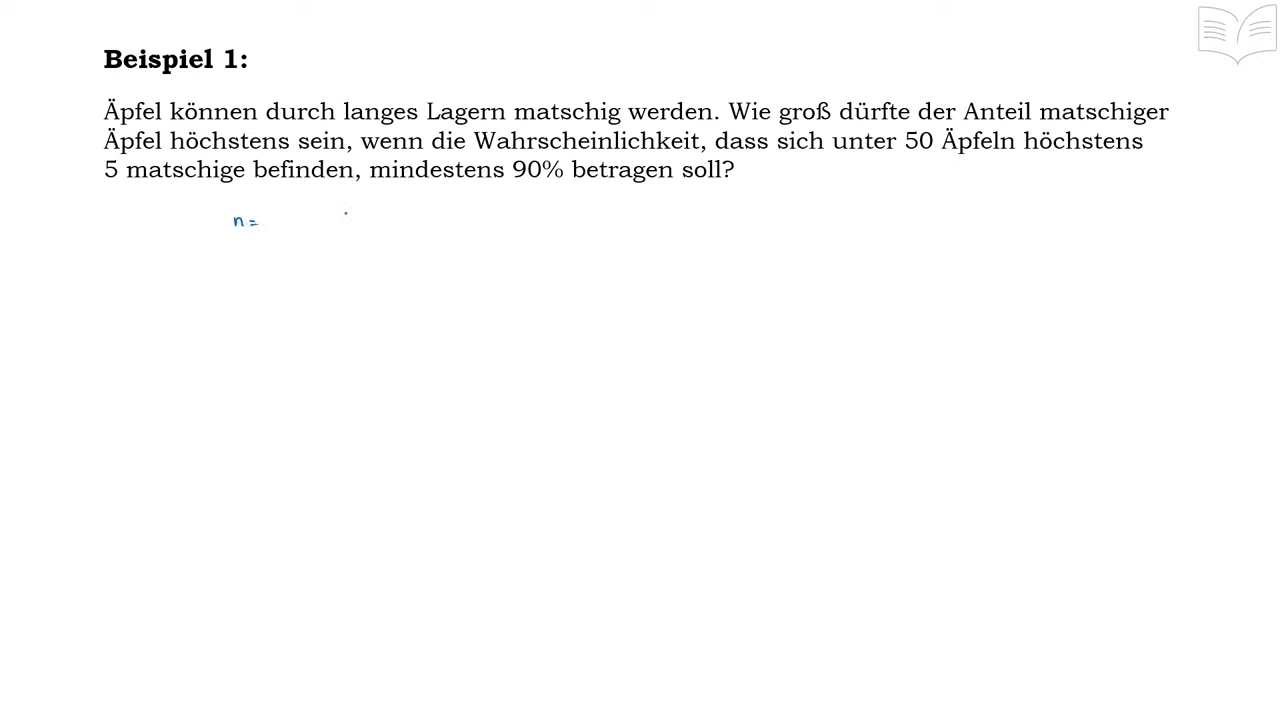 Beispiel 1:
Äpfel können durch langes Lagern matschig werden. Wie groß dürfte der Anteil matschiger
Äpfel höchstens sein, wenn die Wahrscheinlichkeit, dass sich unter 50 Äpfeln höchstens
5 matschige befinden, mindestens 90% betragen soll?
n =